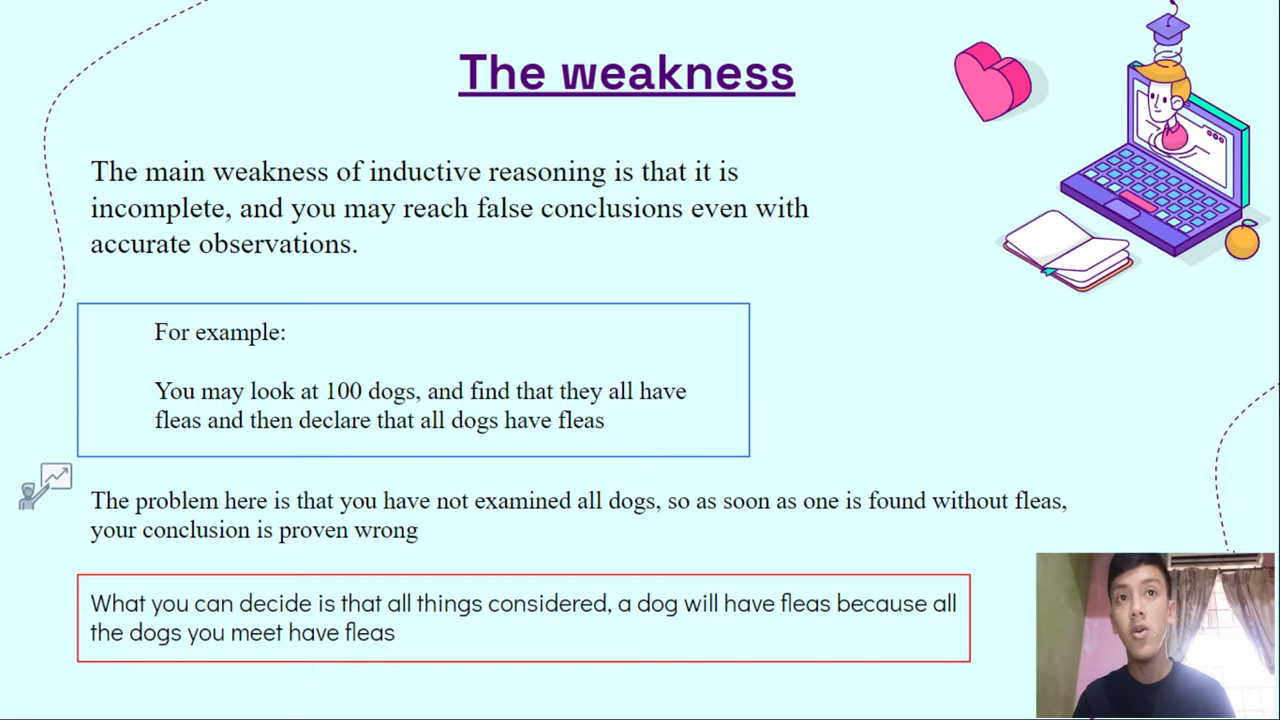 The weakness
The main weakness of inductive reasoning is that it is
incomplete, and you may reach false conclusions even with
accurate observations.
For example:
You may look at 100 dogs, and find that they all have
fleas and then declare that all dogs have fleas
The problem here is that you have not examined all dogs, so as soon as one is found without fleas,
your conclusion is proven wrong
What you can decide is that all things considered, a dog will have fleas because all
the dogs you meet have fleas